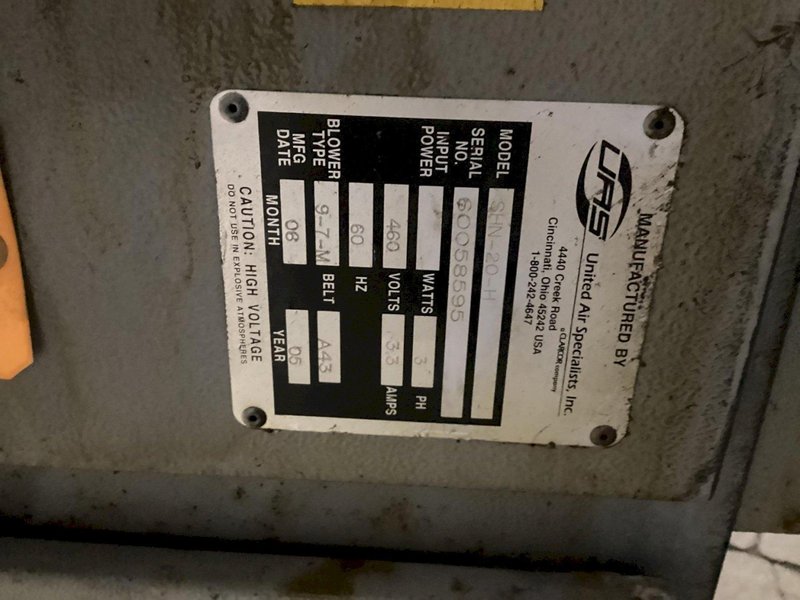 MANUFACTURED BY
UAS United Air Specialists, Inc.
a CLARCOR company
4440 Creek Road
Cincinnati, Ohio 45242 USA
1-800-242-4647
MODEL SHN-20-H
SERIAL NO. 60058595
INPUT POWER WATTS 3 PH
460 VOLTS 3.3 AMPS
60 HZ
BLOWER TYPE 9-7-M BELT A43
MFG DATE 08 06
MONTH YEAR
CAUTION: HIGH VOLTAGE
DO NOT USE IN EXPLOSIVE ATMOSPHERES